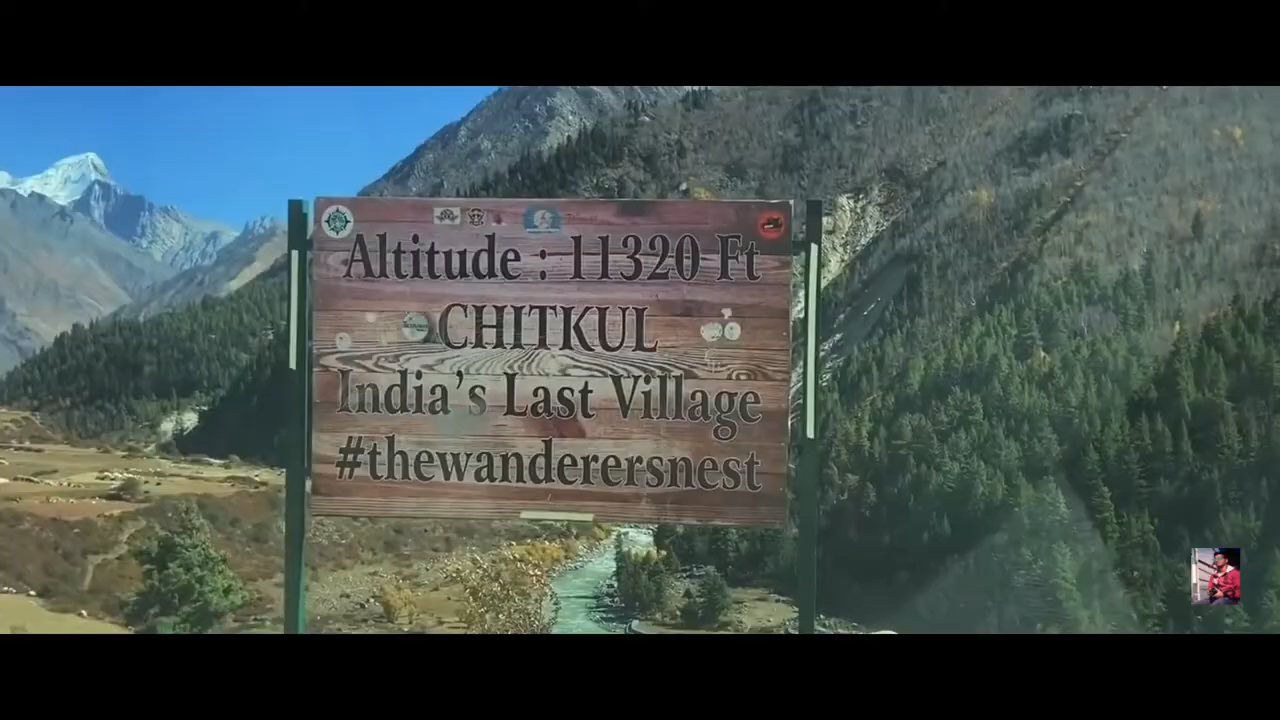 Altitude : 11320 Ft
CHITKUL
India's Last Village
#thewanderersnest